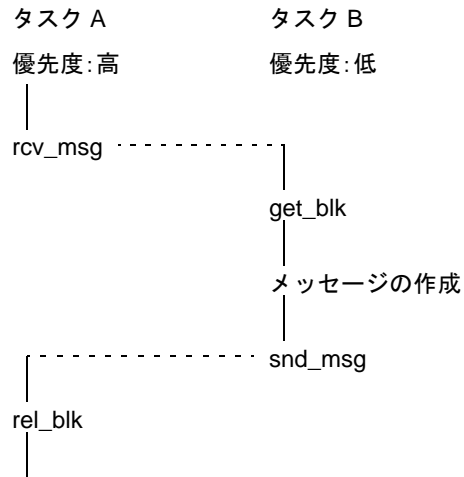 タスク A タスク B
優先度:高 優先度:低
rcv_msg
get_blk
メッセージの作成
snd_msg
rel_blk